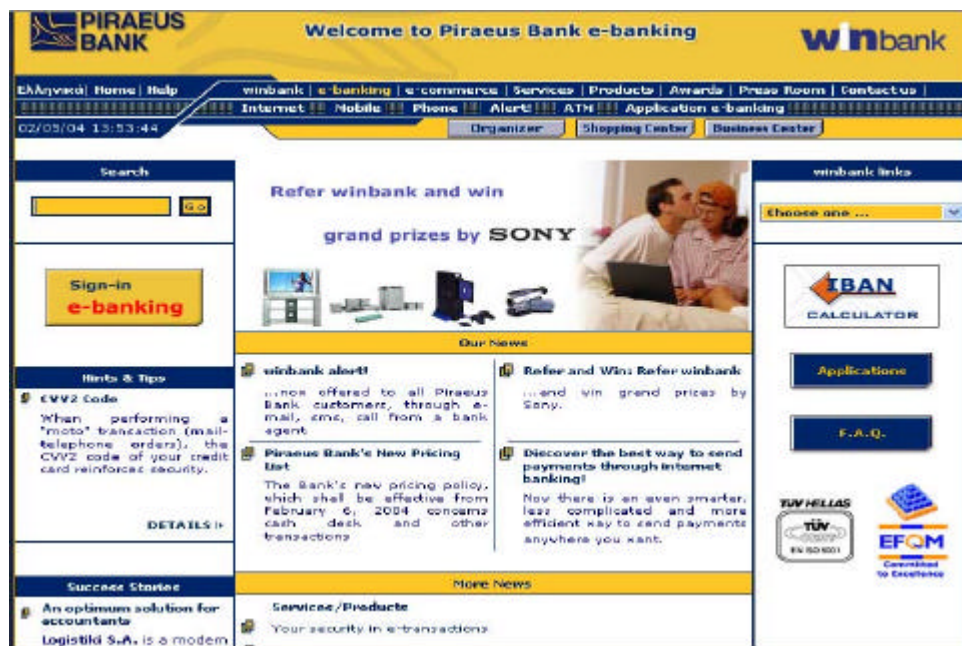 PIRAEUS
BANK
Welcome to Piraeus Bank e-banking
winbank
Ελληνικά| Home| Help
winbank | e-banking | e-commerce | Services | Products | Awards | Press Room | Contact us |
Internet Mobile Phone Alert! ATM Application e-banking
02/05/04 13:53:44
Organizer Shopping Center Business Center
Search
Go
Sign-in
e-banking
Hints & Tips
CVV2 Code
When performing a
"moto" transaction (mail-
telephone orders), the
CVV2 code of your credit
card reinforces security.
DETAILS
Success Stories
An optimum solution for
accountants
Logistiki S.A. is a modern
Refer winbank and win
grand prizes by SONY
Our News
winbank alert!
...now offered to all Piraeus
Bank customers, through e-
mail, sms, call from a bank
agent
Refer and Win: Refer winbank
...and win grand prizes by
Sony.
Piraeus Bank's New Pricing
List
The Bank's new pricing policy,
which shall be effective from
February 6, 2004 concerns
cash desk and other
transactions
Discover the best way to send
payments through internet
banking!
Now there is an even smarter,
less complicated and more
efficient way to send payments
anywhere you want.
More News
Services/Products
Your security in e-transactions
winbank links
Choose one ...
IBAN
CALCULATOR
Applications
F.A.Q.
TÜV HELLAS
TÜV
EN ISO 9001
EFQM
Committed
to Excellence